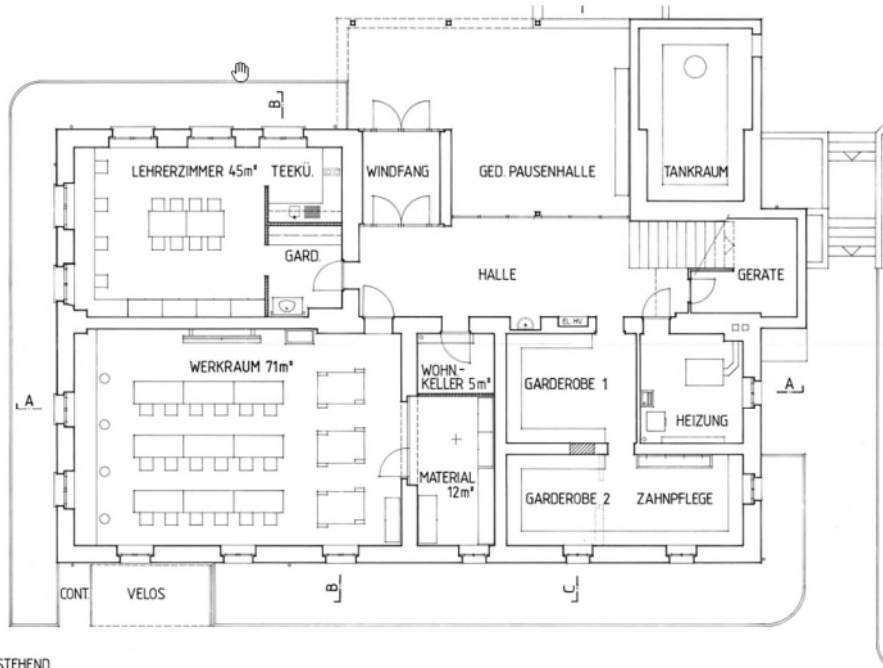 B
LEHRERZIMMER 45m²
TEEKÜ.
WINDFANG
GED. PAUSENHALLE
TANKRAUM
GARD.
HALLE
GERÄTE
EL. HV.
WERKRAUM 71m²
WOHN.-
KELLER 5m²
GARDEROBE 1
HEIZUNG
A
A
MATERIAL
12m²
GARDEROBE 2
ZAHNPFLEGE
CONT.
VELOS
B
C
STEHEND